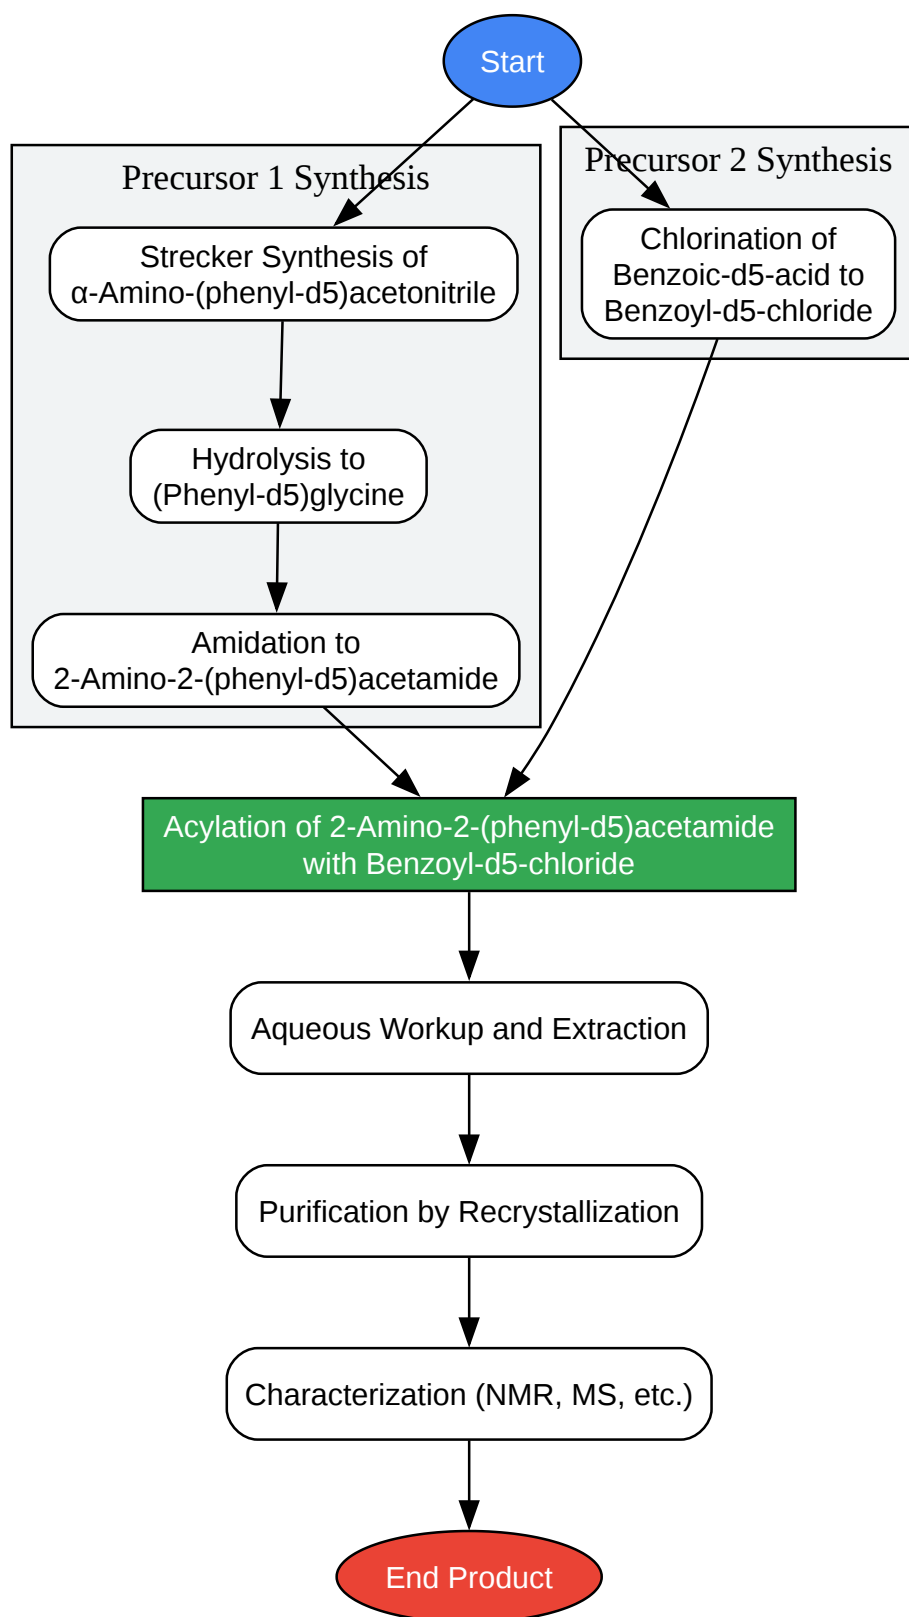 Start
Precursor 1 Synthesis
Strecker Synthesis of
α-Amino-(phenyl-d5)acetonitrile
Hydrolysis to
(Phenyl-d5)glycine
Amidation to
2-Amino-2-(phenyl-d5)acetamide
Precursor 2 Synthesis
Chlorination of
Benzoic-d5-acid to
Benzoyl-d5-chloride
Acylation of 2-Amino-2-(phenyl-d5)acetamide
with Benzoyl-d5-chloride
Aqueous Workup and Extraction
Purification by Recrystallization
Characterization (NMR, MS, etc.)
End Product